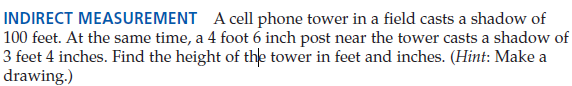 INDIRECT MEASUREMENT A cell phone tower in a field casts a shadow of
100 feet. At the same time, a 4 foot 6 inch post near the tower casts a shadow of
3 feet 4 inches. Find the height of the tower in feet and inches. (Hint: Make a
drawing.)